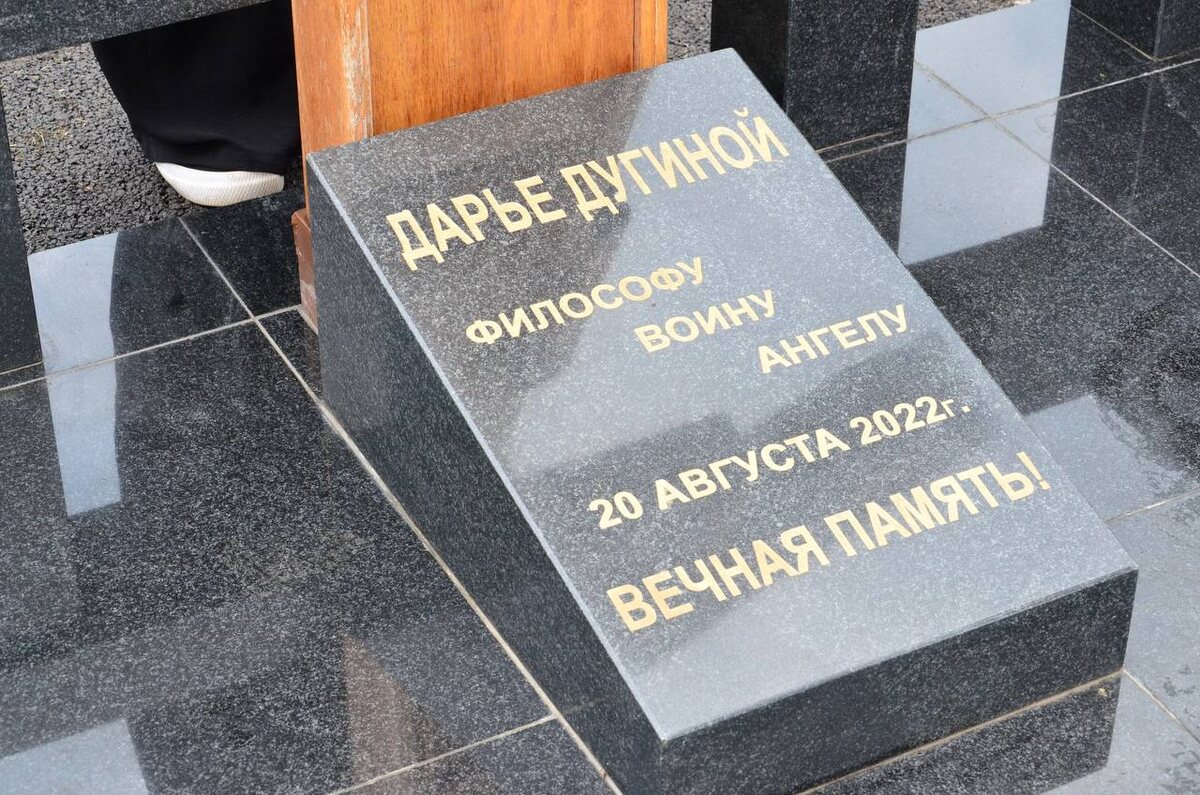 ДАРЬЕ ДУГИНОЙ
ФИЛОСОФУ
ВОИНУ
АНГЕЛУ
20 АВГУСТА 2022г.
ВЕЧНАЯ ПАМЯТЬ!